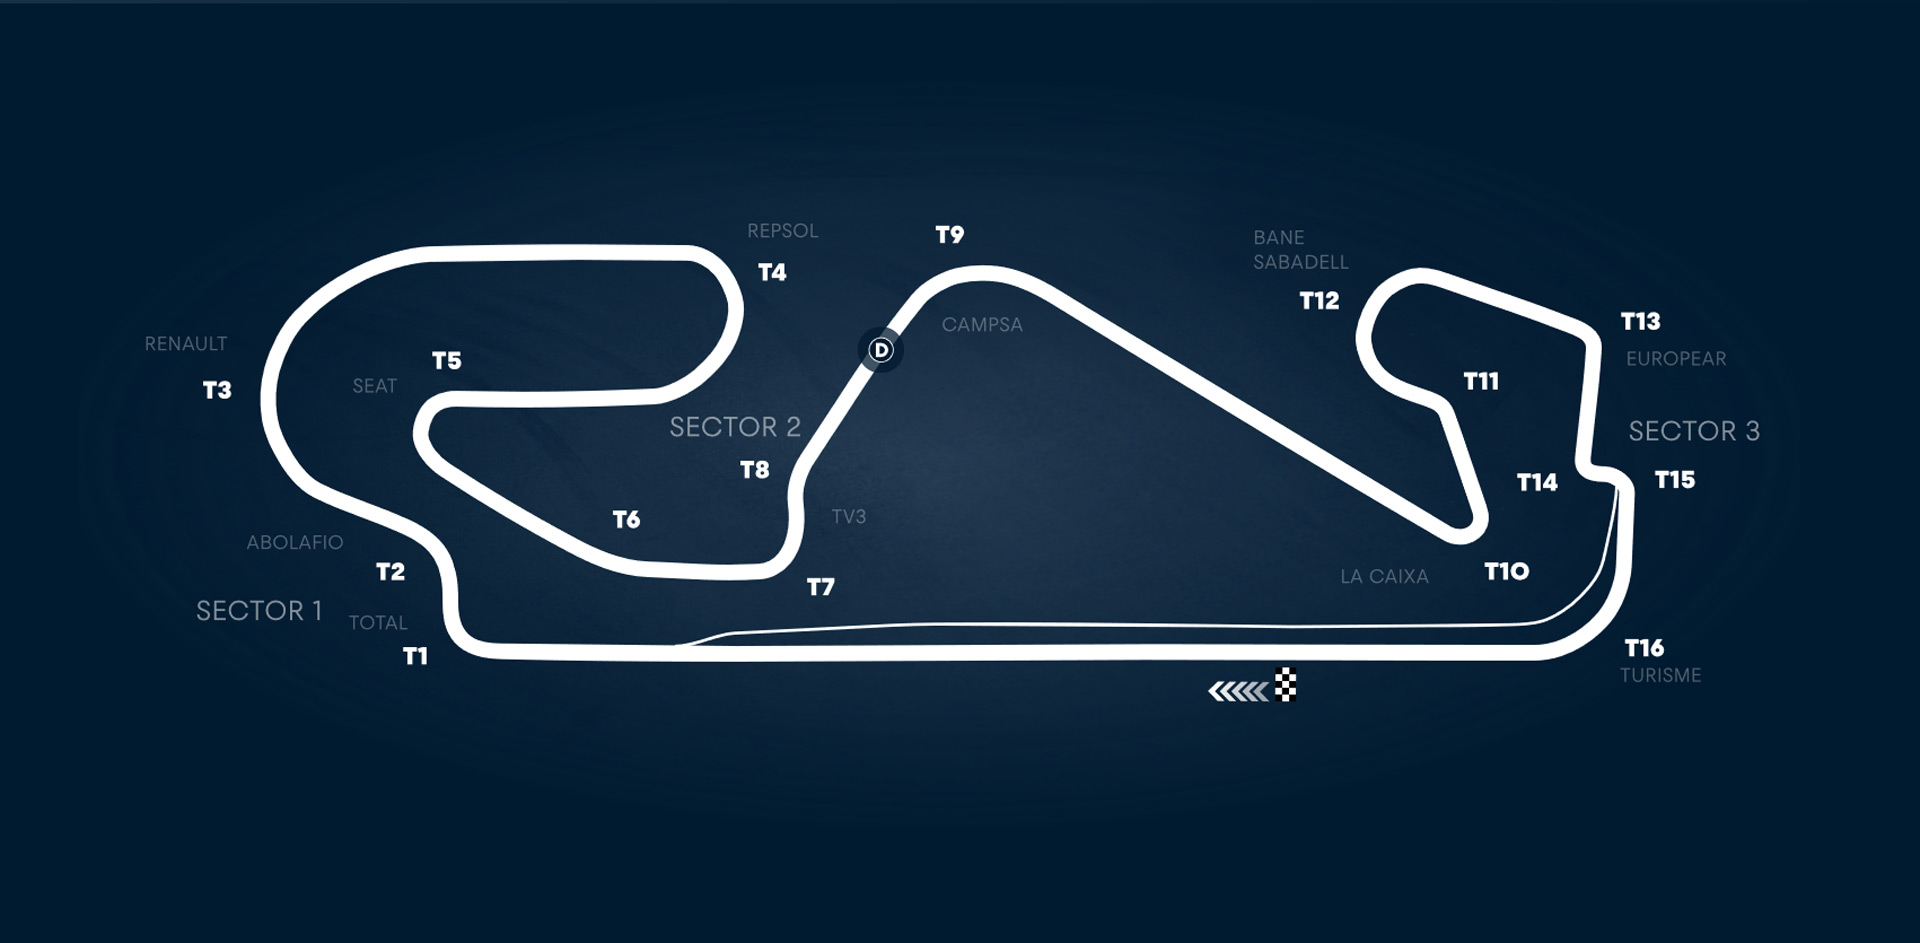 REPSOL
T4
T9
CAMPSA
BANE
SABADELL
T12
T13
EUROPEAR
RENAULT
T3
T5
SEAT
D
T11
SECTOR 2
T8
SECTOR 3
T14
T15
T6
TV3
ABOLAFIO
T2
T7
LA CAIXA
T10
SECTOR 1
TOTAL
T1
T16
TURISME